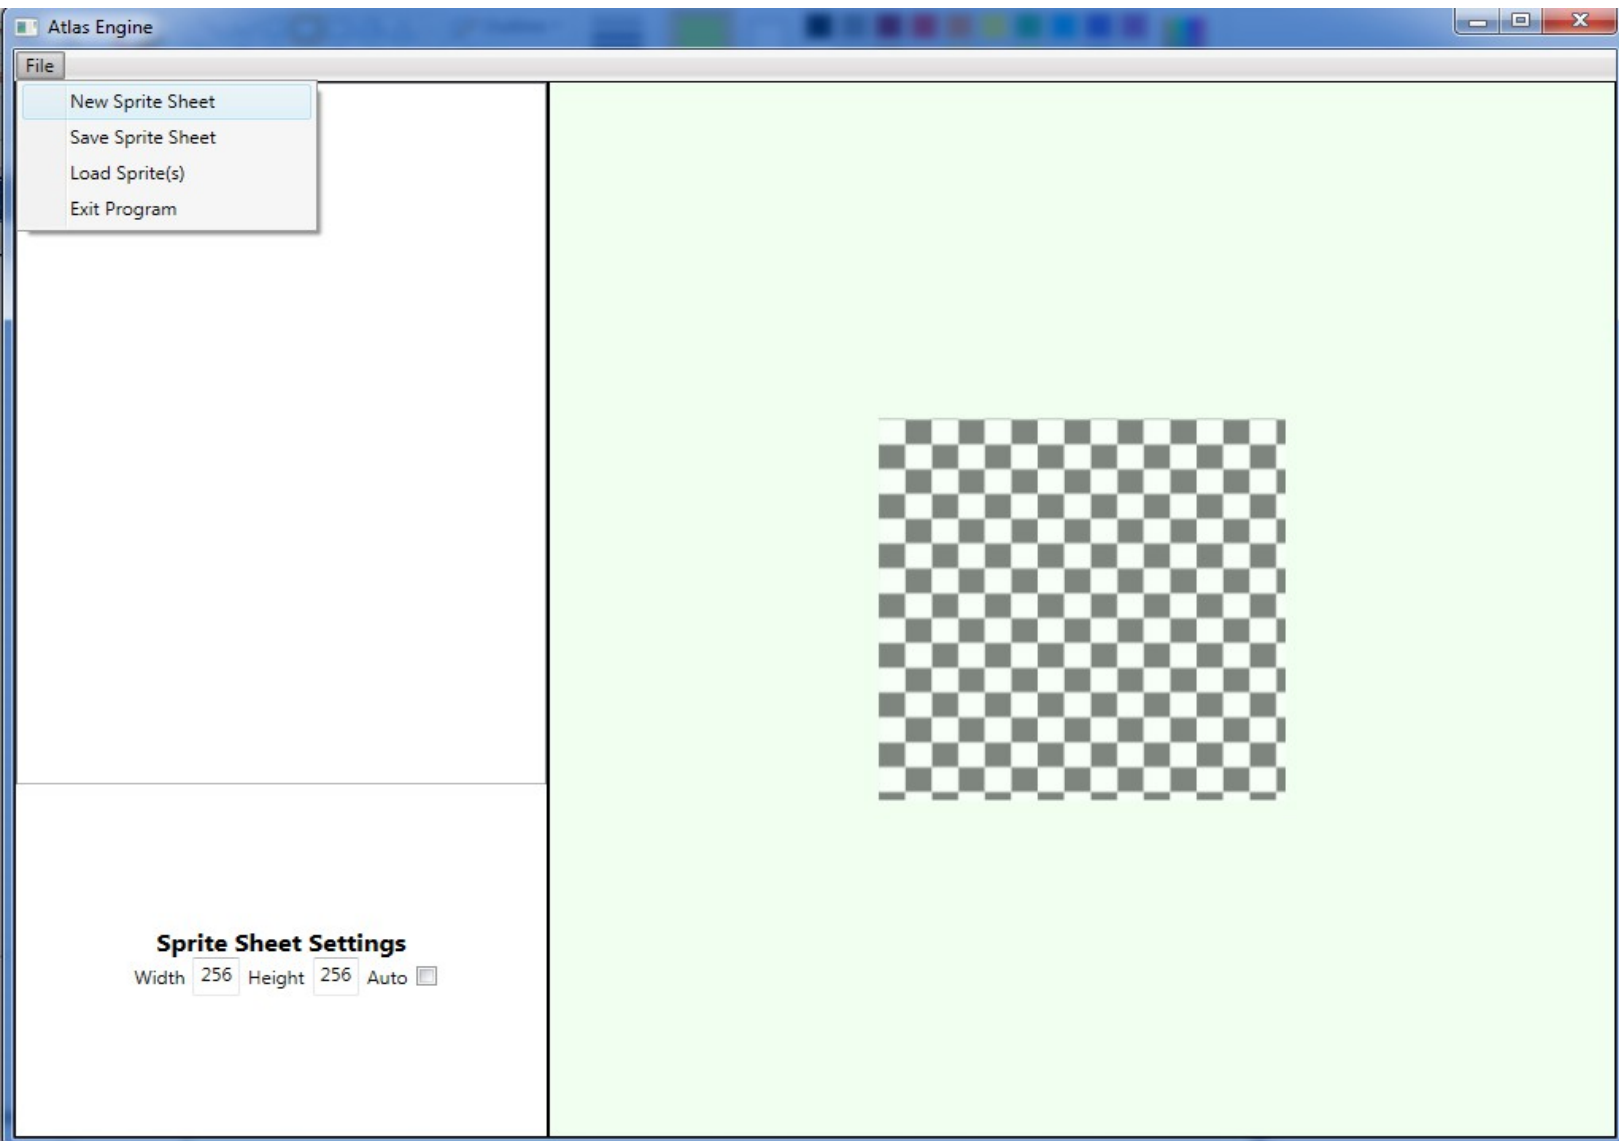 Atlas Engine
File
New Sprite Sheet
Save Sprite Sheet
Load Sprite(s)
Exit Program
Sprite Sheet Settings
Width 256 Height 256 Auto